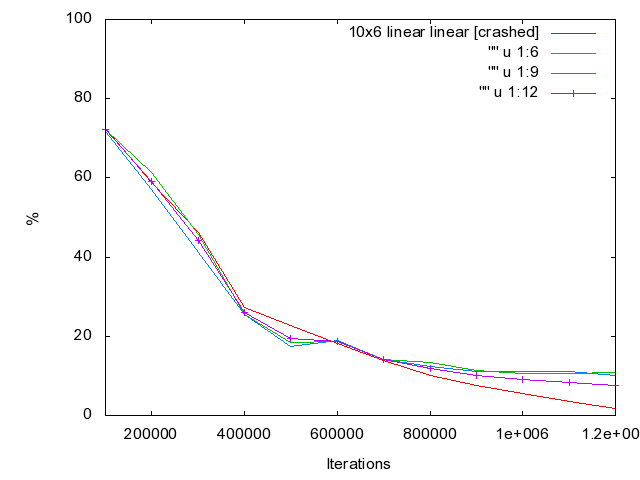 100
10x6 linear linear [crashed]
"" u 1:6
"" u 1:9
"" u 1:12
80
60
%
40
20
0
200000 400000 600000 800000 1e+006 1.2e+00
Iterations